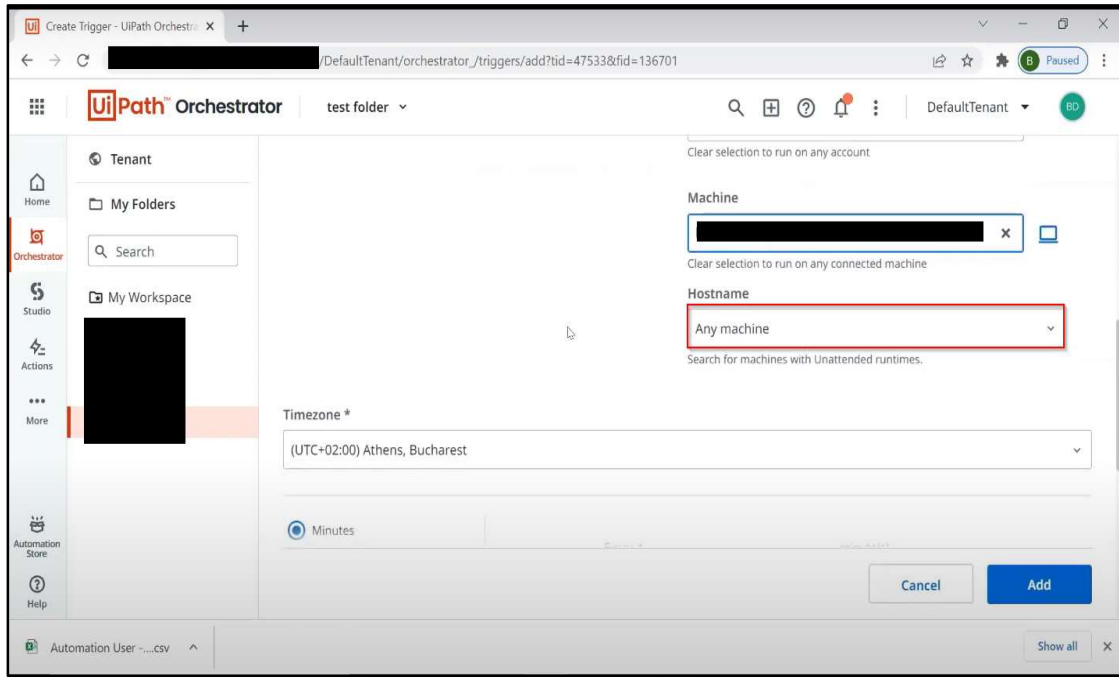 Ui Create Trigger - UiPath Orchestra
/DefaultTenant/orchestrator_/triggers/add?tid=47533&fid=136701
B Paused
UiPath™ Orchestrator
test folder
DefaultTenant
BD
Home
Orchestrator
Studio
Actions
More
Automation Store
Help
Tenant
My Folders
Search
My Workspace
Clear selection to run on any account
Machine
Clear selection to run on any connected machine
Hostname
Any machine
Search for machines with Unattended runtimes.
Timezone *
(UTC+02:00) Athens, Bucharest
Minutes
Cancel
Add
Automation User -....csv
Show all